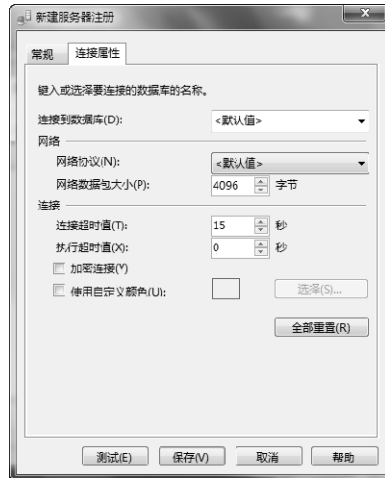 新建服务器注册
常规 连接属性
键入或选择要连接的数据库的名称。
连接到数据库(D): <默认值>
网络
网络协议(N): <默认值>
网络数据包大小(P): 4096 字节
连接
连接超时值(T): 15 秒
执行超时值(X): 0 秒
加密连接(Y)
使用自定义颜色(U): 选择(S)...
全部重置(R)
测试(E) 保存(V) 取消 帮助